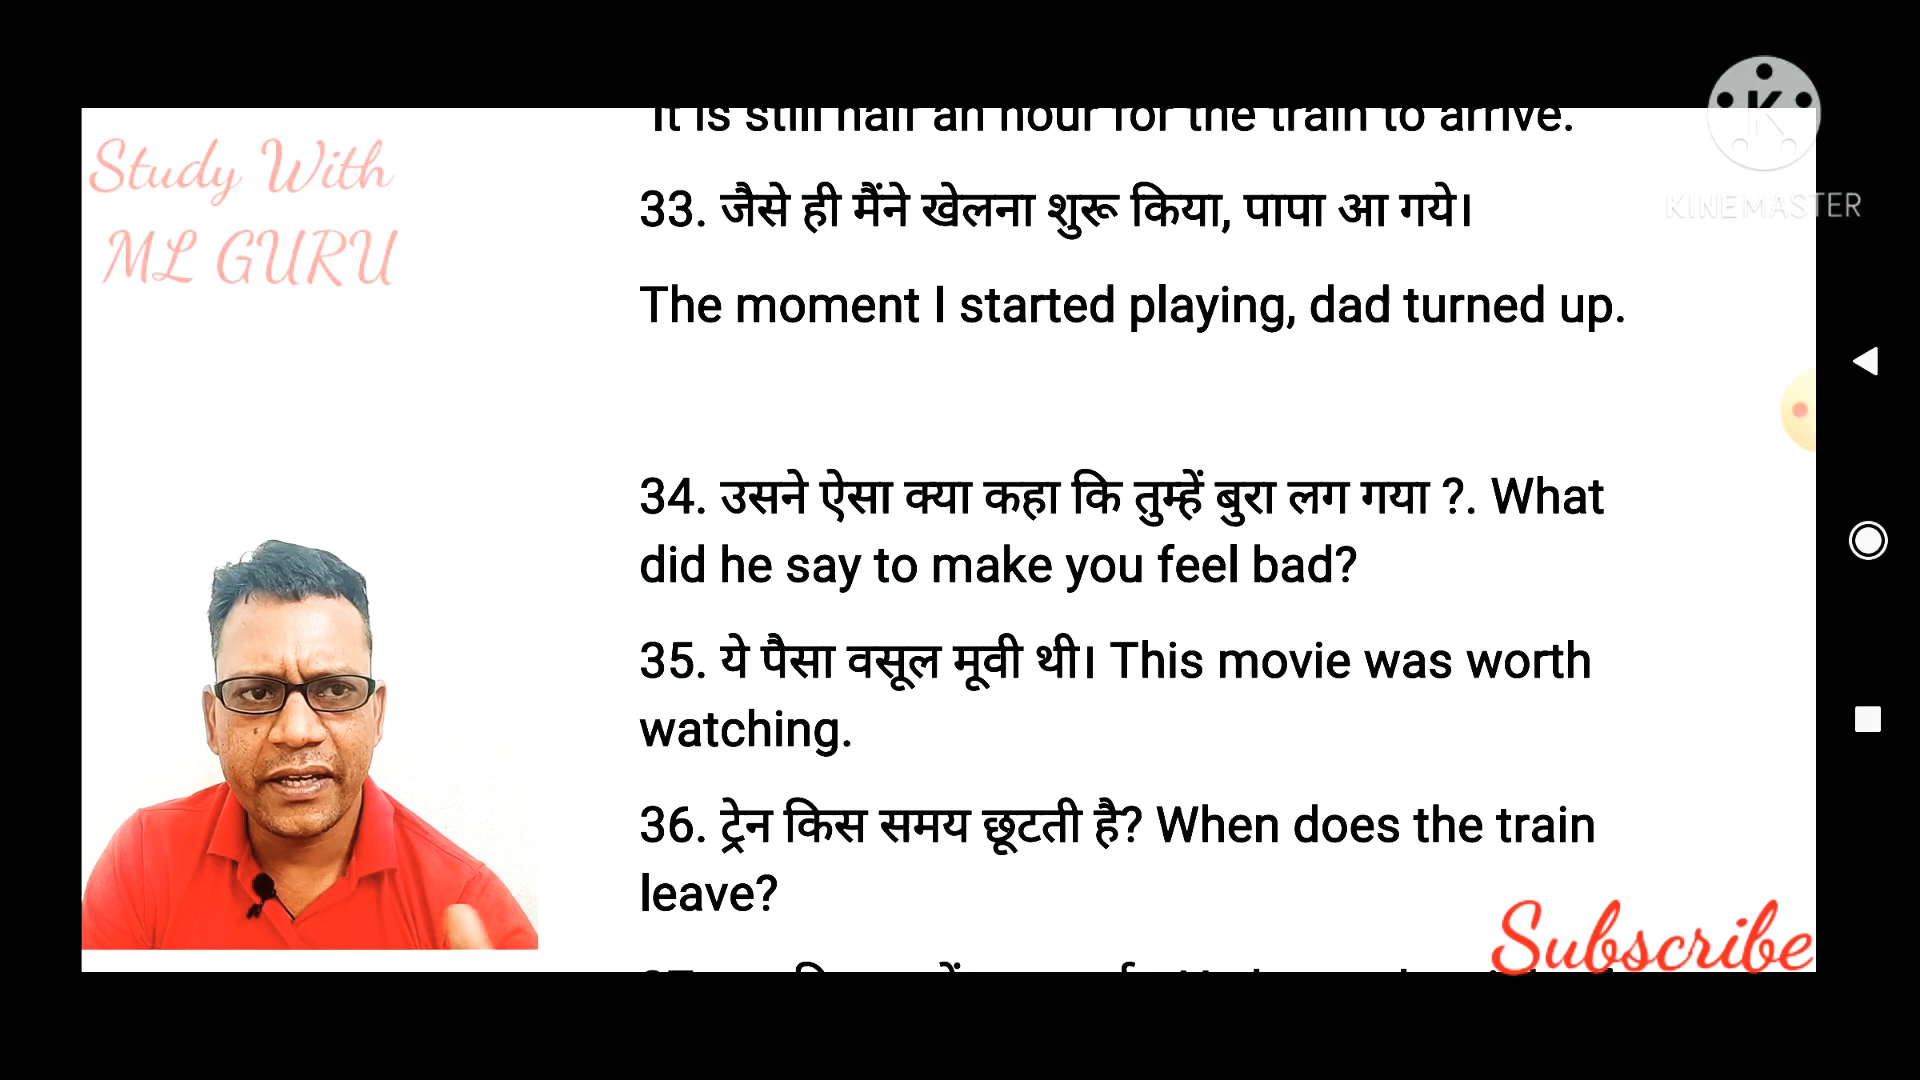 Study With
ML GURU
It is still half an hour for the train to arrive.
KINEMASTER
33. जैसे ही मैंने खेलना शुरू किया, पापा आ गये।
The moment I started playing, dad turned up.
34. उसने ऐसा क्या कहा कि तुम्हें बुरा लग गया ?. What
did he say to make you feel bad?
35. ये पैसा वसूल मूवी थी। This movie was worth
watching.
36. ट्रेन किस समय छूटती है? When does the train
leave?
Subscribe